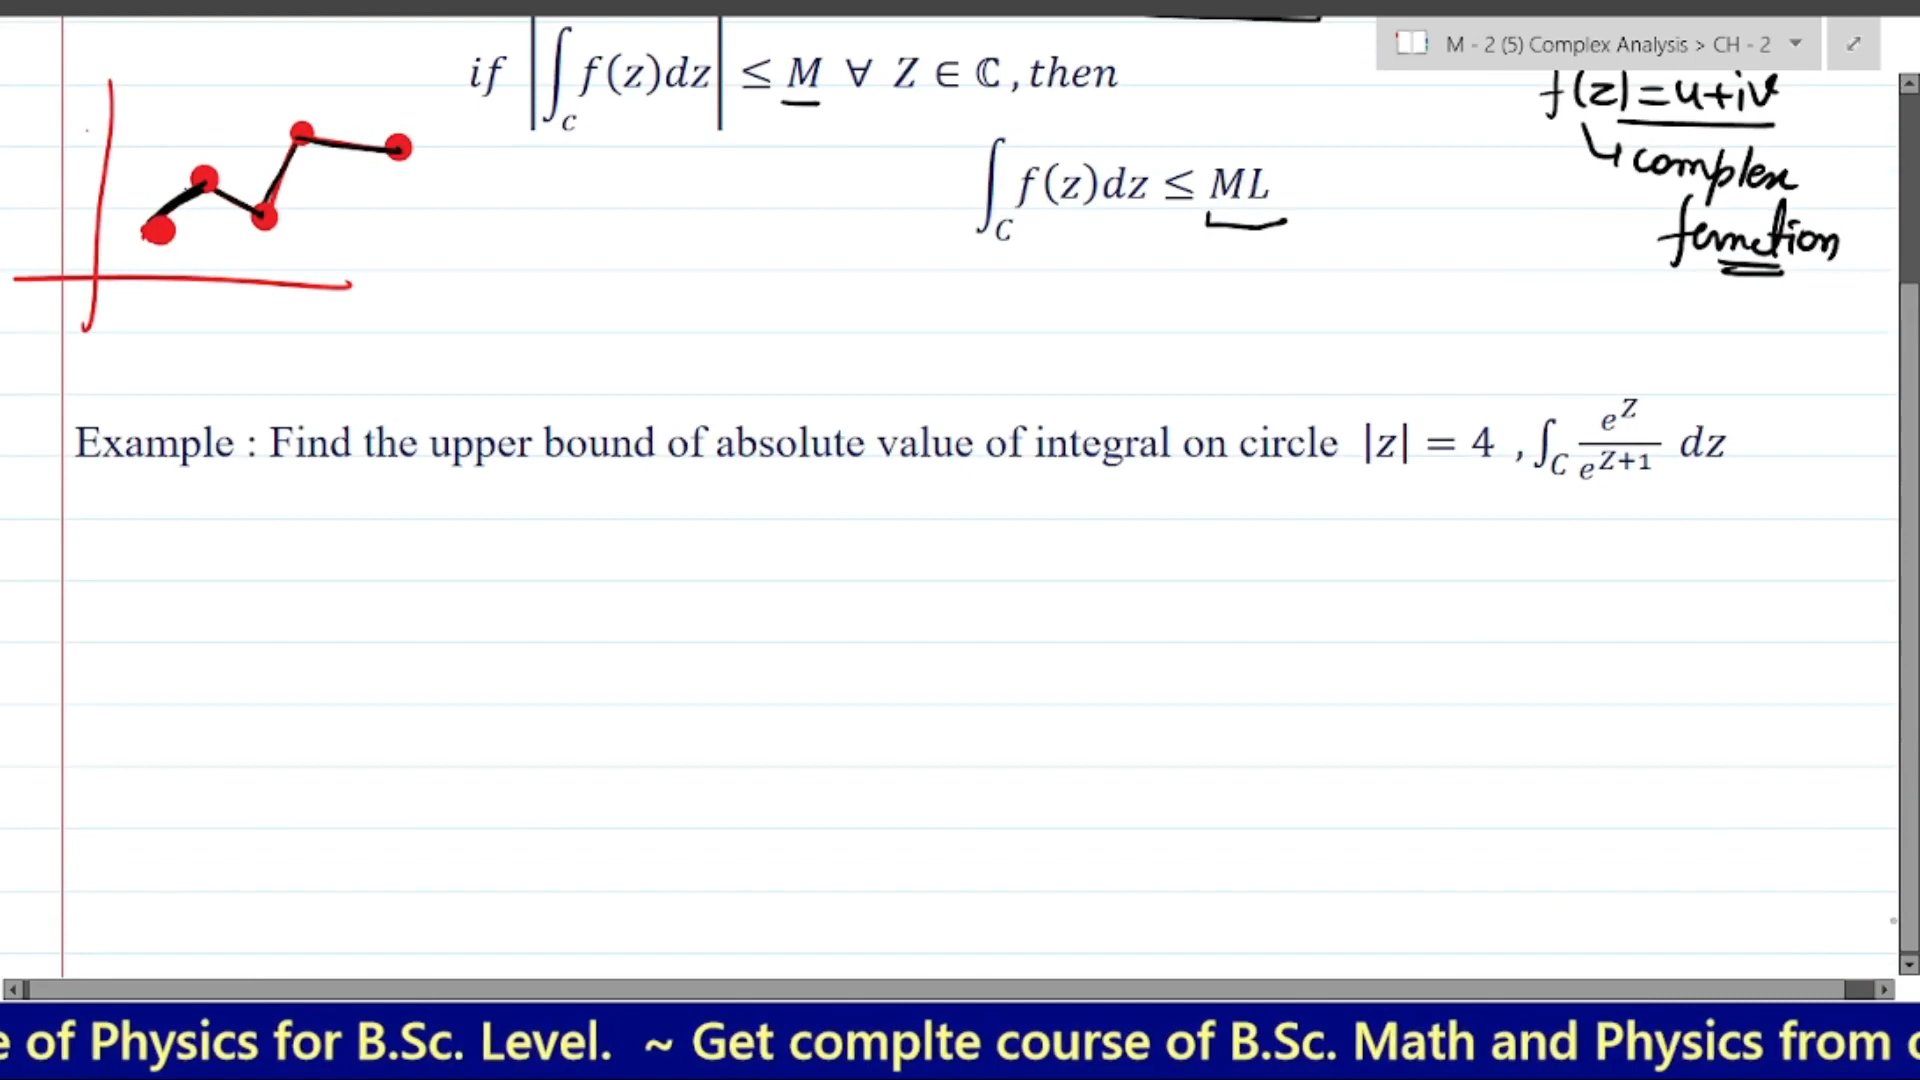 M - 2 (5) Complex Analysis > CH - 2
if |∫_c f(z)dz| ≤ M ∀ Z ∈ ℂ, then
f(z) = u+iv
∫_C f(z)dz ≤ ML
↳ complex
function
Example : Find the upper bound of absolute value of integral on circle |z| = 4 , ∫_C e^Z/e^{Z+1} dz
e of Physics for B.Sc. Level. ~ Get complte course of B.Sc. Math and Physics from